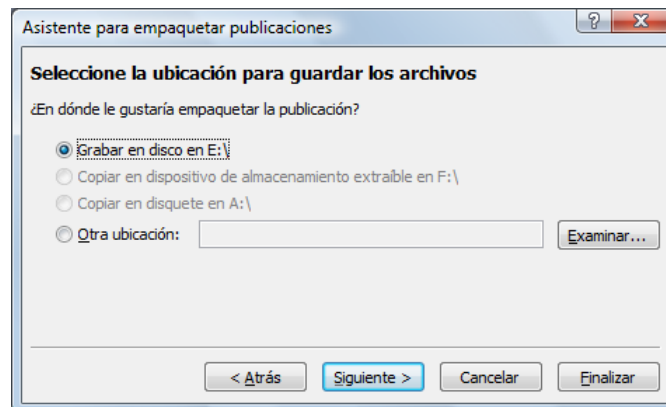 Asistente para empaquetar publicaciones
Seleccione la ubicación para guardar los archivos
¿En dónde le gustaría empaquetar la publicación?
Grabar en disco en E:\
Copiar en dispositivo de almacenamiento extraíble en F:\
Copiar en disquete en A:\
Otra ubicación: Examinar...
< Atrás Siguiente > Cancelar Finalizar